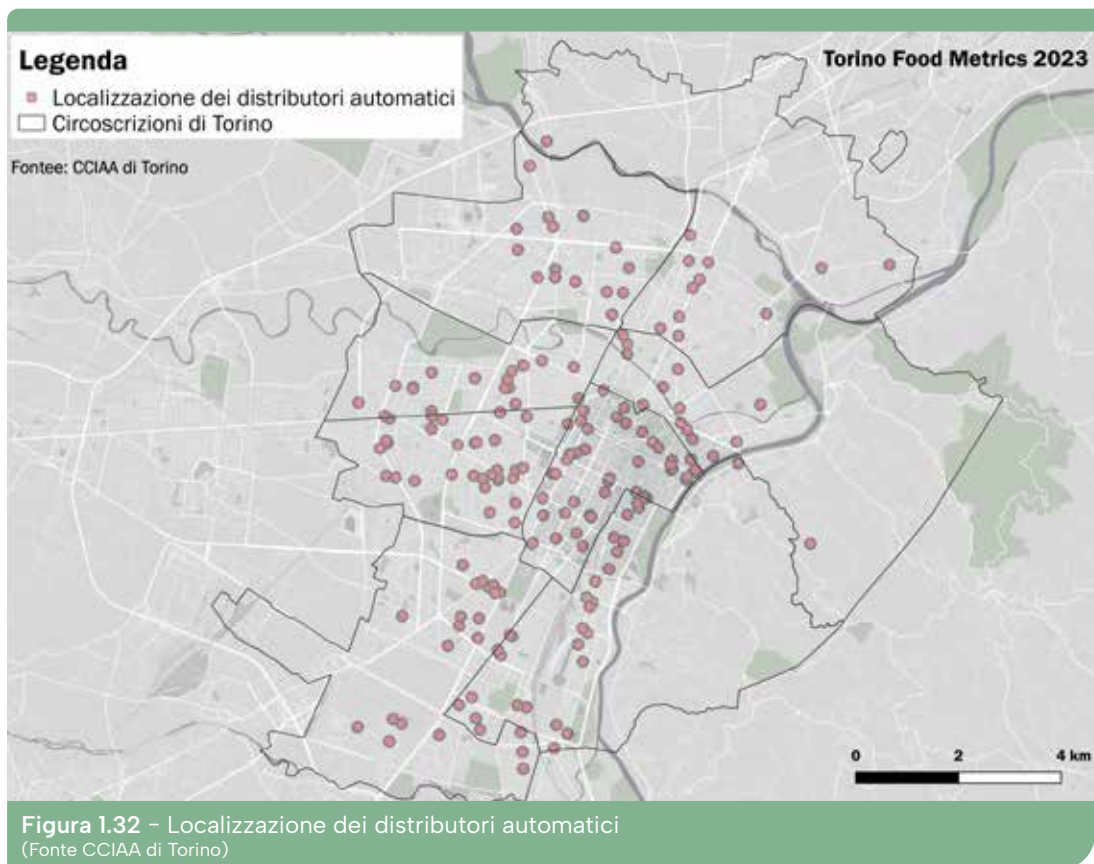 Legenda
Localizzazione dei distributori automatici
Circoscrizioni di Torino
Torino Food Metrics 2023
Fontee: CCIAA di Torino
0 2 4 km
Figura 1.32 - Localizzazione dei distributori automatici
(Fonte CCIAA di Torino)